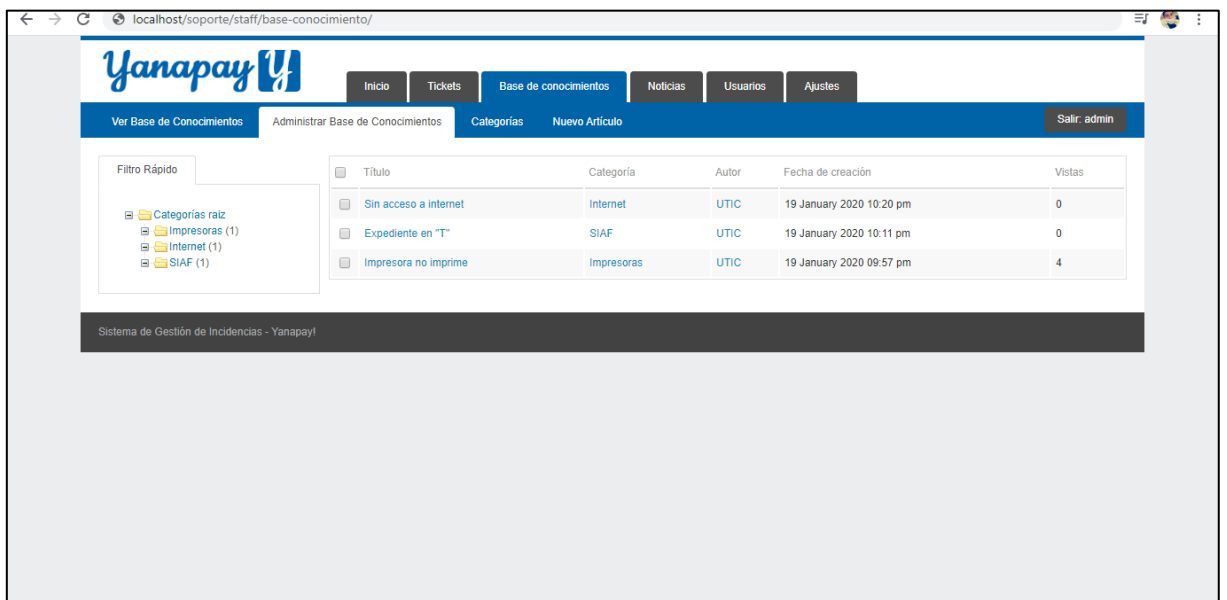 localhost/soporte/staff/base-conocimiento/
Yanapay Y
Inicio Tickets Base de conocimientos Noticias Usuarios Ajustes
Ver Base de Conocimientos Administrar Base de Conocimientos Categorías Nuevo Artículo Salir: admin
Filtro Rápido
Categorías raiz
Impresoras (1)
Internet (1)
SIAF (1)
Título Categoría Autor Fecha de creación Vistas
Sin acceso a internet Internet UTIC 19 January 2020 10:20 pm 0
Expediente en "T" SIAF UTIC 19 January 2020 10:11 pm 0
Impresora no imprime Impresoras UTIC 19 January 2020 09:57 pm 4
Sistema de Gestión de Incidencias - Yanapay!